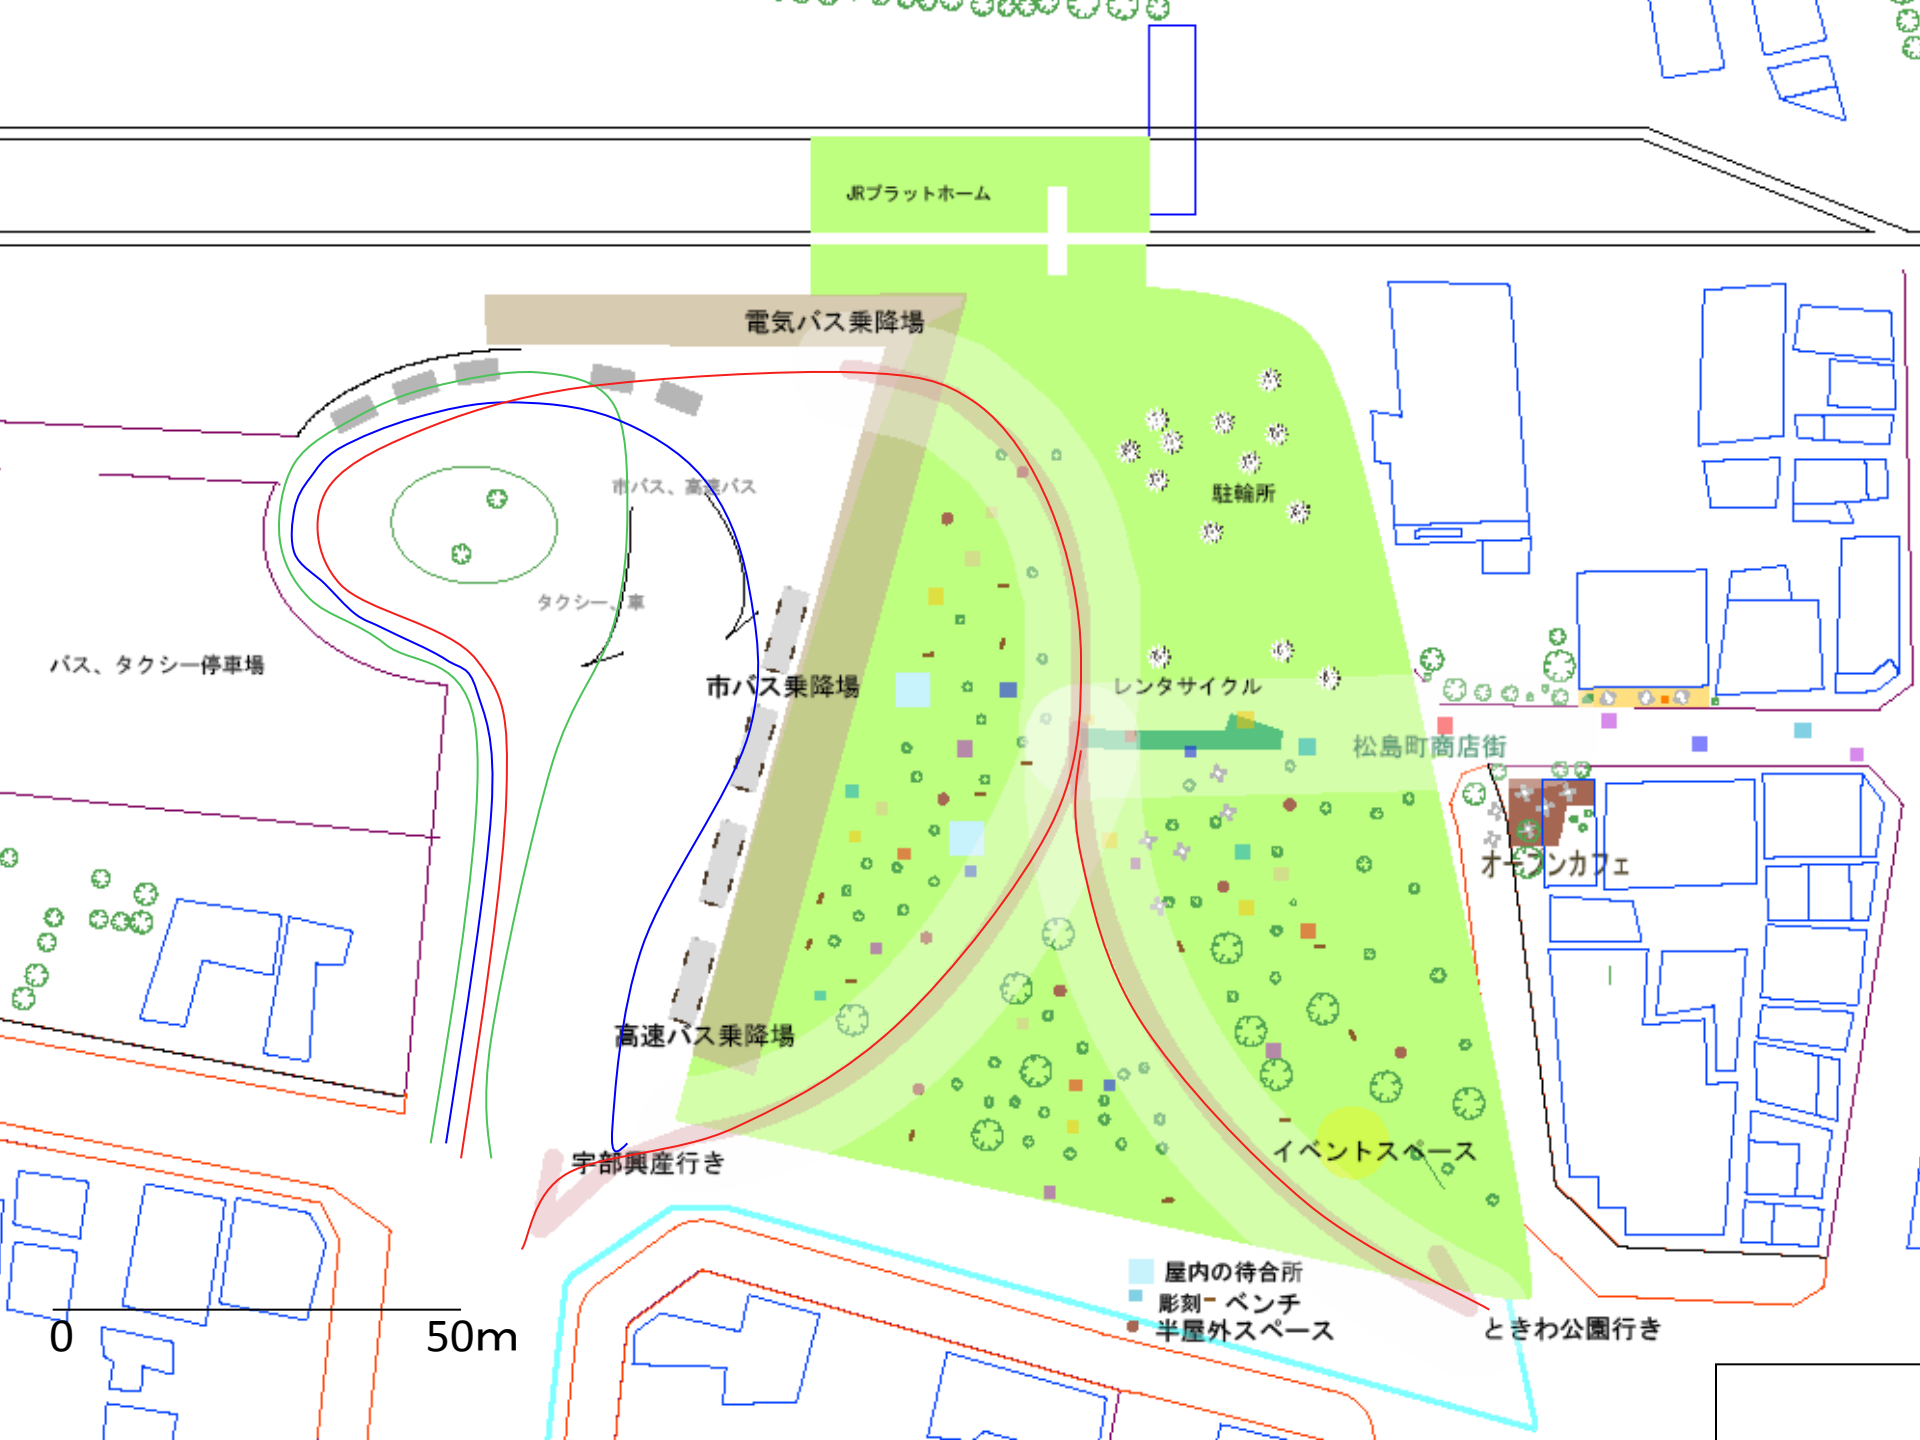 JRプラットホーム
電気バス乗降場
市バス、高速バス
駐輪所
タクシー、車
バス、タクシー停車場
市バス乗降場
レンタサイクル
松島町商店街
オープンカフェ
高速バス乗降場
宇部興産行き
イベントスペース
屋内の待合所
彫刻 ベンチ
半屋外スペース
ときわ公園行き
0 50m